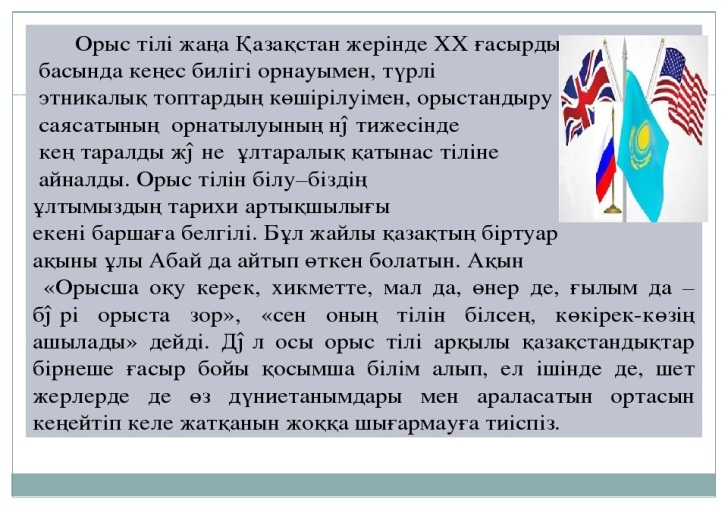 Орыс тілі жаңа Қазақстан жерінде XX ғасырды
басында кеңес билігі орнауымен, түрлі
этникалық топтардың көшірілуімен, орыстандыру
саясатының орнатылуының нĵ тижесінде
кең таралды жĵ не ұлтаралық қатынас тіліне
айналды. Орыс тілін білу–біздің
ұлтымыздың тарихи артықшылығы
екені баршаға белгілі. Бұл жайлы қазақтың біртуар
ақыны ұлы Абай да айтып өткен болатын. Ақын
«Орысша оқу керек, хикметте, мал да, өнер де, ғылым да –
бĵ рі орыста зор», «сен оның тілін білсең, көкірек-көзің
ашылады» дейді. Дĵ л осы орыс тілі арқылы қазақстандықтар
бірнеше ғасыр бойы қосымша білім алып, ел ішінде де, шет
жерлерде де өз дүниетанымдары мен араласатын ортасын
кеңейтіп келе жатқанын жоққа шығармауға тиіспіз.